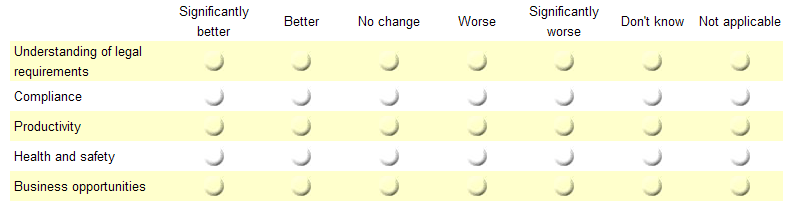 Significantly better
Better
No change
Worse
Significantly worse
Don't know
Not applicable
Understanding of legal
requirements
Compliance
Productivity
Health and safety
Business opportunities